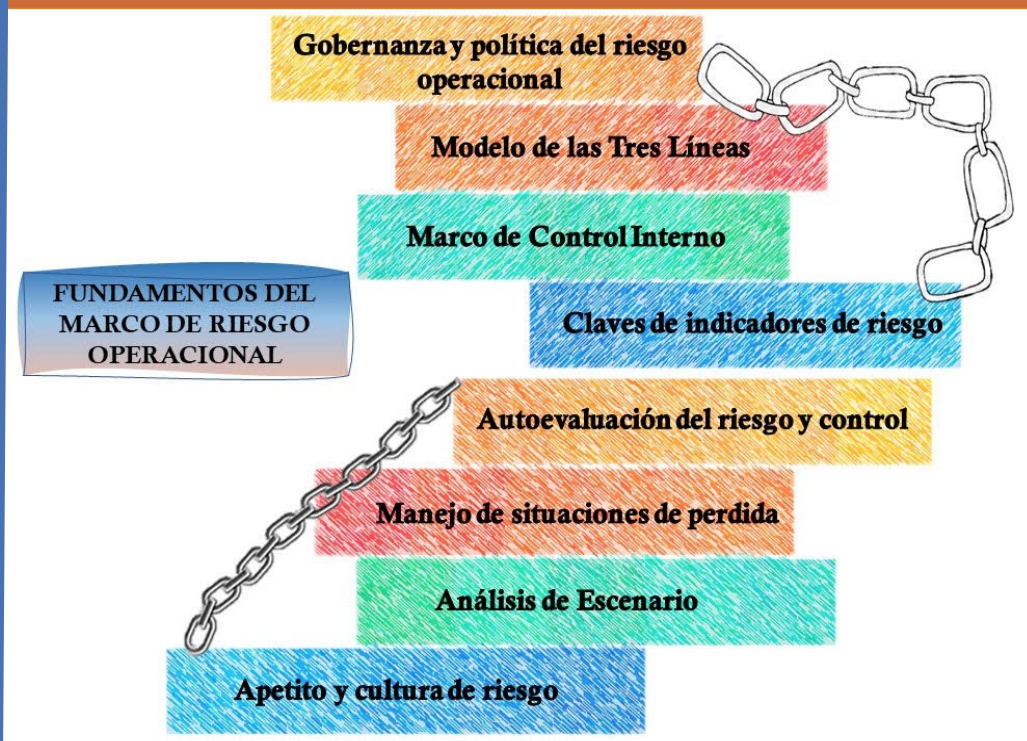 Gobernanza y política del riesgo
operacional
Modelo de las Tres Líneas
Marco de Control Interno
FUNDAMENTOS DEL
MARCO DE RIESGO
OPERACIONAL
Claves de indicadores de riesgo
Autoevaluación del riesgo y control
Manejo de situaciones de perdida
Análisis de Escenario
Apetito y cultura de riesgo